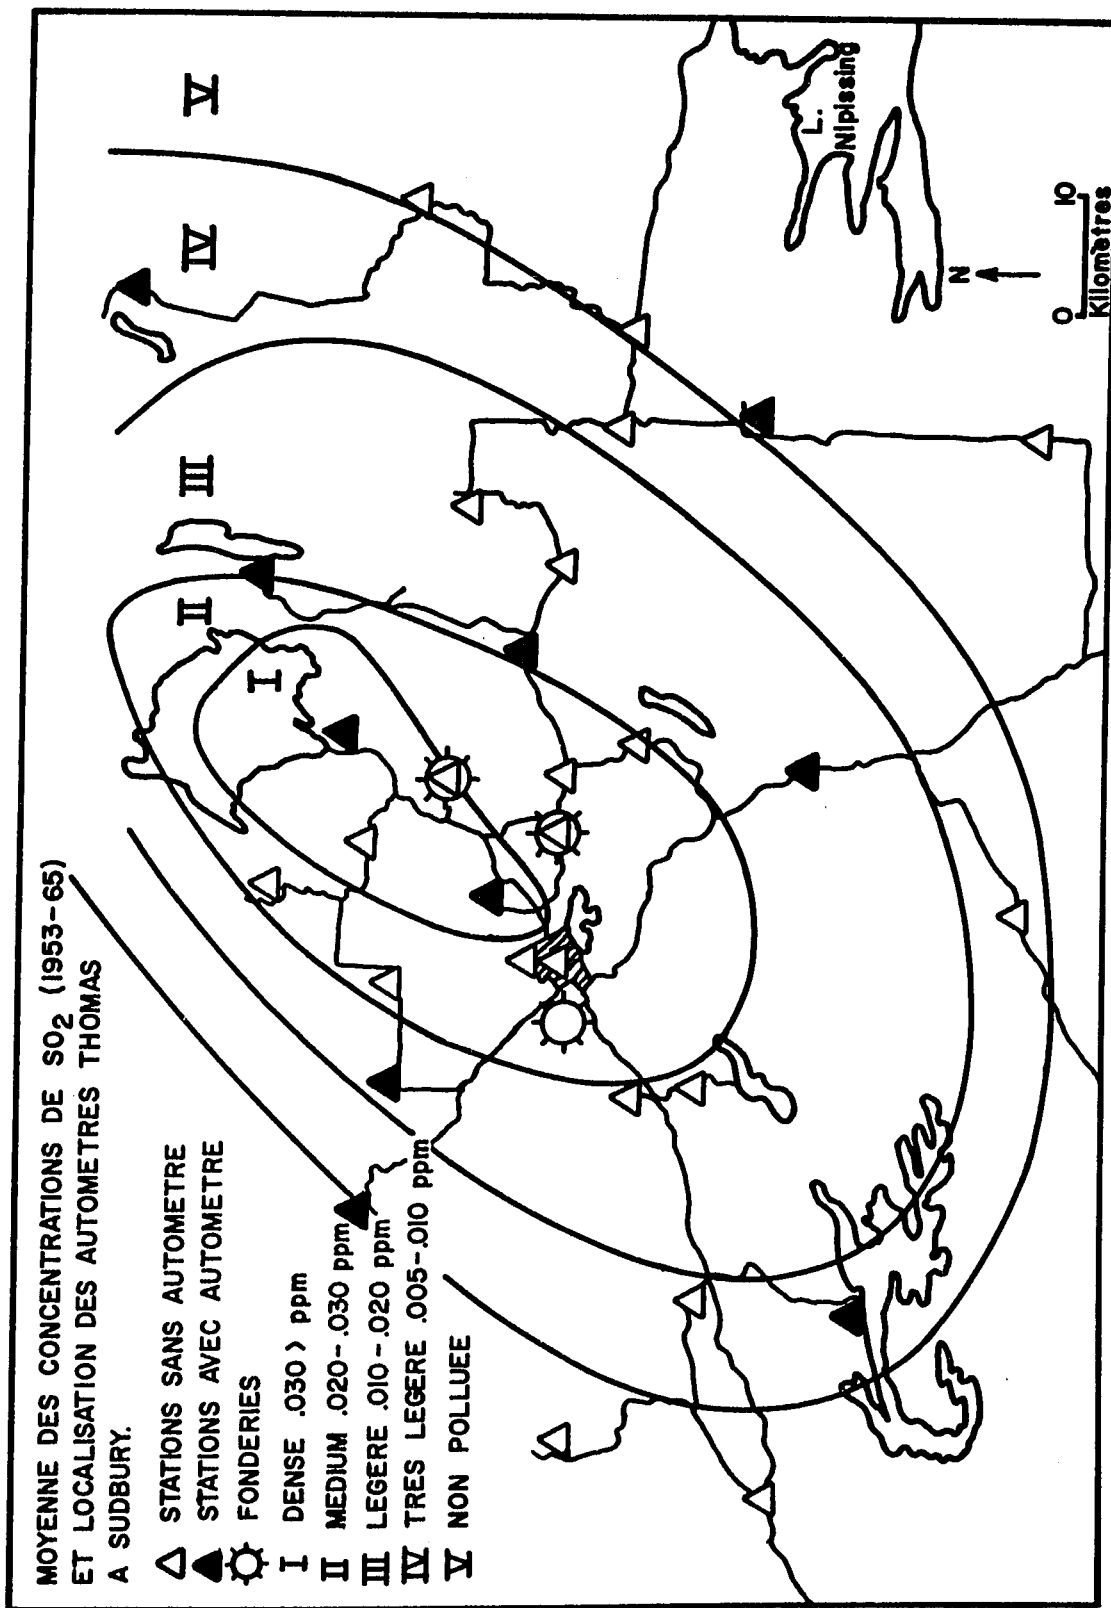 MOYENNE DES CONCENTRATIONS DE SO2 (1953-65)
ET LOCALISATION DES AUTOMETRES THOMAS
A SUDBURY.
STATIONS SANS AUTOMETRE
STATIONS AVEC AUTOMETRE
FONDERIES
I DENSE .030 > ppm
II MEDIUM .020-.030 ppm
III LEGERE .010-.020 ppm
IV TRES LEGERE .005-.010 ppm
V NON POLLUEE
I
II
III
IV
V
L.
Nipissing
N
0 10
Kilomètres